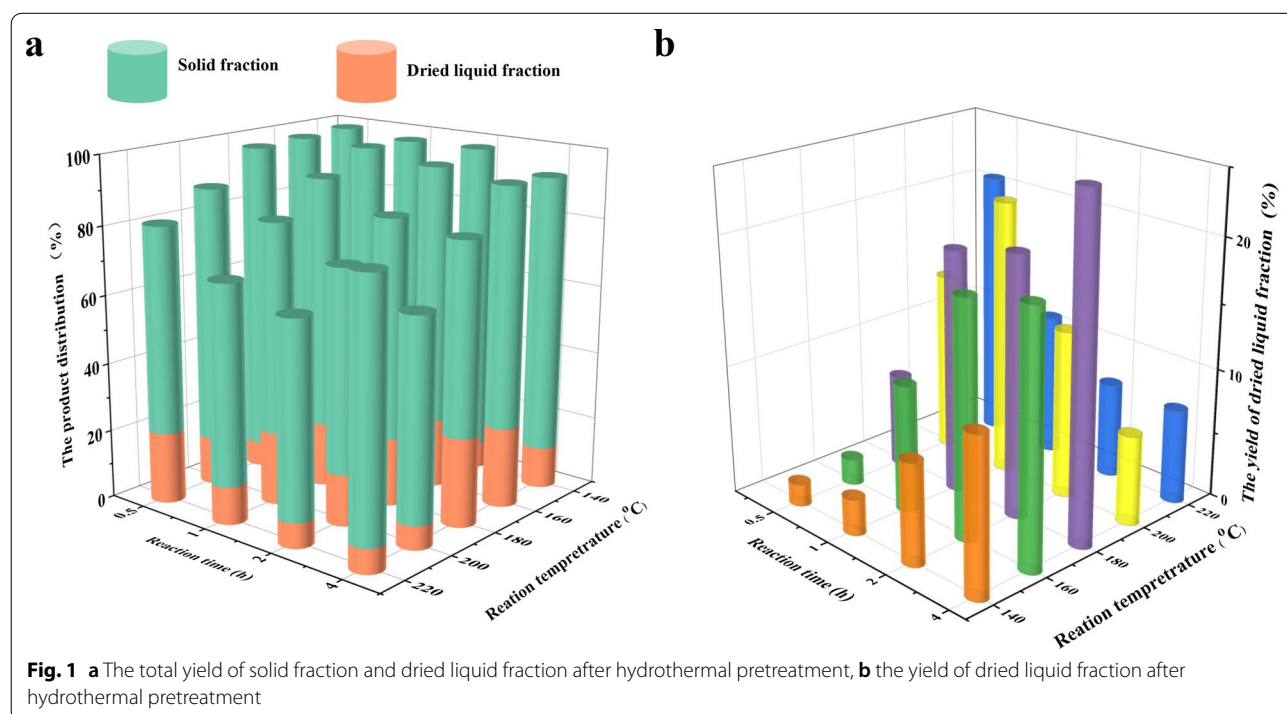 a
Solid fraction
Dried liquid fraction
100
80
60
40
20
0
The product distribution (%)
0.5
1
2
4
Reaction time (h)
140
160
180
200
220
Reation tempretrature (°C)
b
20
10
0
The yield of dried liquid fraction (%)
0.5
1
2
4
Reaction time (h)
220
200
180
160
140
Reation tempretrature (°C)
Fig. 1 a The total yield of solid fraction and dried liquid fraction after hydrothermal pretreatment, b the yield of dried liquid fraction after
hydrothermal pretreatment